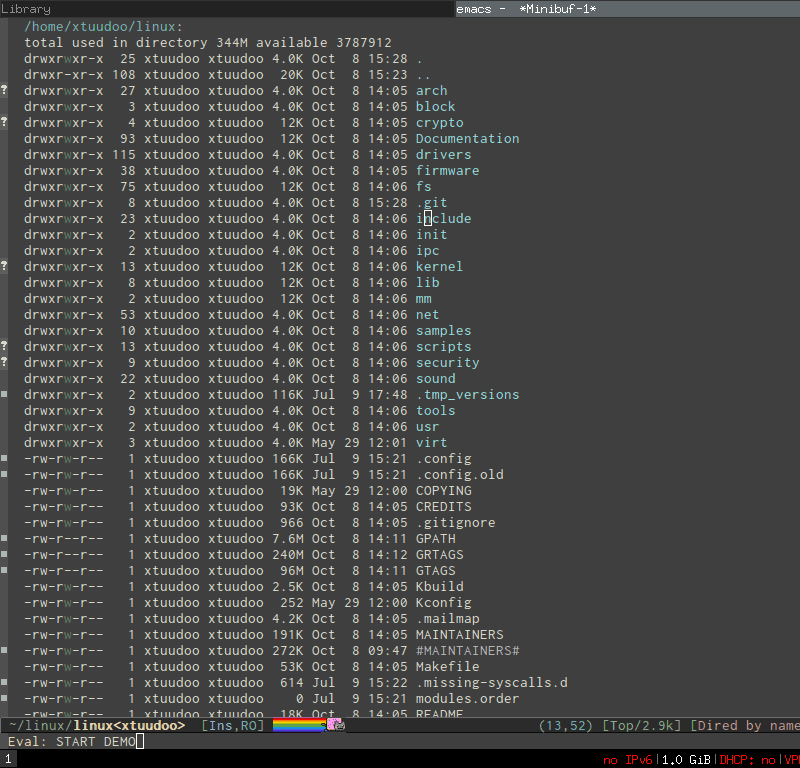 Library emacs - *Minibuf-1*
/home/xtuudoo/linux:
total used in directory 344M available 3787912
drwxrwxr-x 25 xtuudoo xtuudoo 4.0K Oct 8 15:28 .
drwxr-xr-x 108 xtuudoo xtuudoo 20K Oct 8 15:23 ..
? drwxrwxr-x 27 xtuudoo xtuudoo 4.0K Oct 8 14:05 arch
drwxrwxr-x 3 xtuudoo xtuudoo 4.0K Oct 8 14:05 block
? drwxrwxr-x 4 xtuudoo xtuudoo 12K Oct 8 14:05 crypto
drwxrwxr-x 93 xtuudoo xtuudoo 12K Oct 8 14:05 Documentation
drwxrwxr-x 115 xtuudoo xtuudoo 4.0K Oct 8 14:05 drivers
drwxrwxr-x 38 xtuudoo xtuudoo 4.0K Oct 8 14:05 firmware
drwxrwxr-x 75 xtuudoo xtuudoo 12K Oct 8 14:06 fs
drwxrwxr-x 8 xtuudoo xtuudoo 4.0K Oct 8 15:28 .git
drwxrwxr-x 23 xtuudoo xtuudoo 4.0K Oct 8 14:06 include
drwxrwxr-x 2 xtuudoo xtuudoo 4.0K Oct 8 14:06 init
drwxrwxr-x 2 xtuudoo xtuudoo 4.0K Oct 8 14:06 ipc
? drwxrwxr-x 13 xtuudoo xtuudoo 12K Oct 8 14:06 kernel
drwxrwxr-x 8 xtuudoo xtuudoo 12K Oct 8 14:06 lib
drwxrwxr-x 2 xtuudoo xtuudoo 12K Oct 8 14:06 mm
drwxrwxr-x 53 xtuudoo xtuudoo 4.0K Oct 8 14:06 net
drwxrwxr-x 10 xtuudoo xtuudoo 4.0K Oct 8 14:06 samples
? drwxrwxr-x 13 xtuudoo xtuudoo 4.0K Oct 8 14:06 scripts
? drwxrwxr-x 9 xtuudoo xtuudoo 4.0K Oct 8 14:06 security
drwxrwxr-x 22 xtuudoo xtuudoo 4.0K Oct 8 14:06 sound
drwxrwxr-x 2 xtuudoo xtuudoo 116K Jul 9 17:48 .tmp_versions
drwxrwxr-x 9 xtuudoo xtuudoo 4.0K Oct 8 14:06 tools
drwxrwxr-x 2 xtuudoo xtuudoo 4.0K Oct 8 14:06 usr
drwxrwxr-x 3 xtuudoo xtuudoo 4.0K May 29 12:01 virt
-rw-rw-r-- 1 xtuudoo xtuudoo 166K Jul 9 15:21 .config
-rw-rw-r-- 1 xtuudoo xtuudoo 166K Jul 9 15:21 .config.old
-rw-rw-r-- 1 xtuudoo xtuudoo 19K May 29 12:00 COPYING
-rw-rw-r-- 1 xtuudoo xtuudoo 93K Oct 8 14:05 CREDITS
-rw-rw-r-- 1 xtuudoo xtuudoo 966 Oct 8 14:05 .gitignore
-rw-rw-r-- 1 xtuudoo xtuudoo 7.6M Oct 8 14:11 GPATH
-rw-r--r-- 1 xtuudoo xtuudoo 240M Oct 8 14:12 GRTAGS
-rw-rw-r-- 1 xtuudoo xtuudoo 96M Oct 8 14:11 GTAGS
-rw-rw-r-- 1 xtuudoo xtuudoo 2.5K Oct 8 14:05 Kbuild
-rw-rw-r-- 1 xtuudoo xtuudoo 252 May 29 12:00 Kconfig
-rw-rw-r-- 1 xtuudoo xtuudoo 4.2K Oct 8 14:05 .mailmap
-rw-rw-r-- 1 xtuudoo xtuudoo 191K Oct 8 14:05 MAINTAINERS
-rw-rw-r-- 1 xtuudoo xtuudoo 272K Oct 8 09:47 #MAINTAINERS#
-rw-rw-r-- 1 xtuudoo xtuudoo 53K Oct 8 14:05 Makefile
-rw-rw-r-- 1 xtuudoo xtuudoo 614 Jul 9 15:22 .missing-syscalls.d
-rw-rw-r-- 1 xtuudoo xtuudoo 0 Jul 9 15:21 modules.order
-rw-rw-r-- 1 xtuudoo xtuudoo 18K Oct 8 14:05 README
~/linux/linux<xtuudoo> [Ins,RO] (13,52) [Top/2.9k] [Dired by name
Eval: START DEMO
1 no IPv6|1.0 GiB|DHCP: no|VP